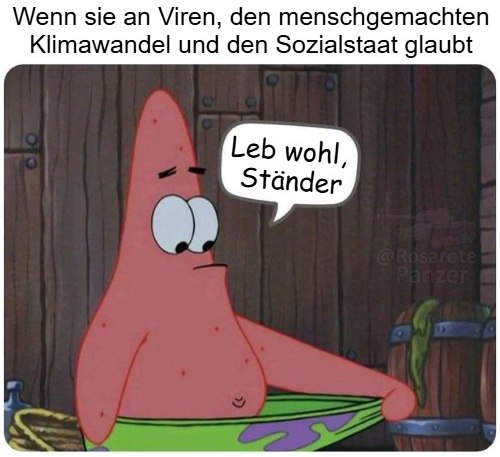 Wenn sie an Viren, den menschgemachten
Klimawandel und den Sozialstaat glaubt
Leb wohl,
Ständer
@Rosarote
Panzer